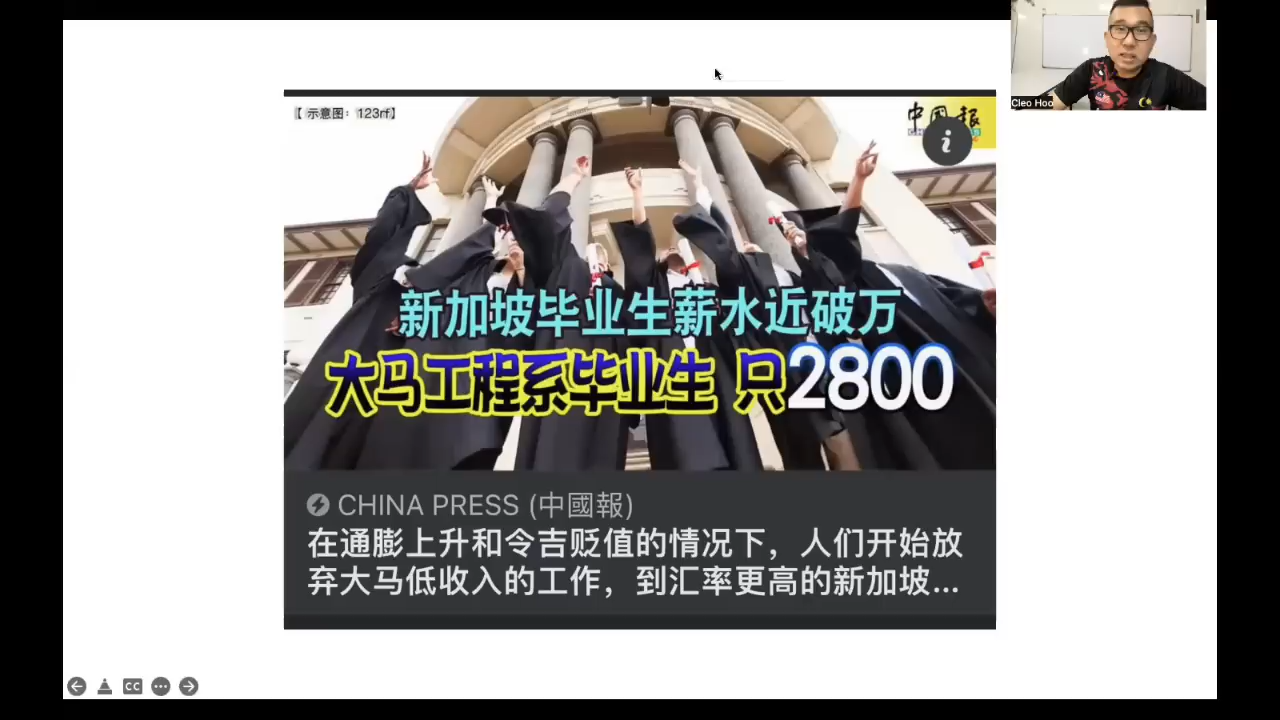 【 示意图：123rf】
中國報
i
Cleo Hoo
新加坡毕业生薪水近破万
大马工程系毕业生 只2800
CHINA PRESS (中國報)
在通膨上升和令吉贬值的情况下，人们开始放
弃大马低收入的工作，到汇率更高的新加坡...
CC